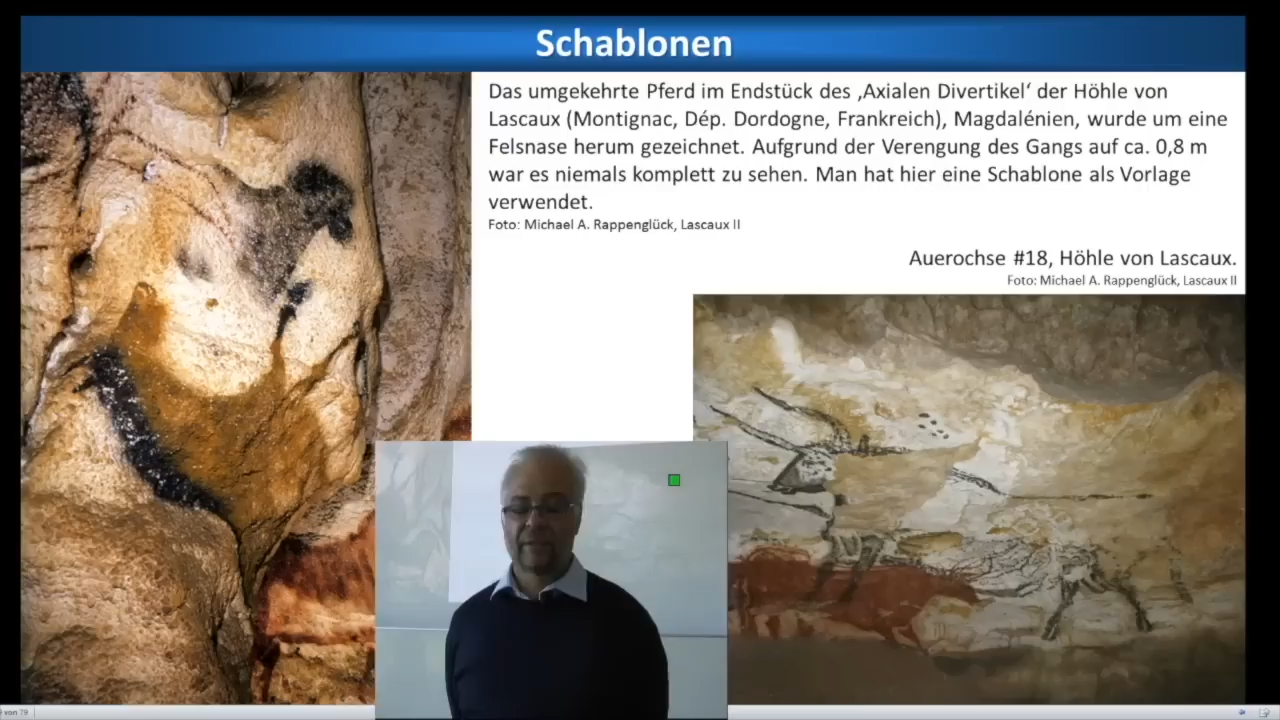 Schablonen
Das umgekehrte Pferd im Endstück des ‚Axialen Divertikel‘ der Höhle von
Lascaux (Montignac, Dép. Dordogne, Frankreich), Magdalénien, wurde um eine
Felsnase herum gezeichnet. Aufgrund der Verengung des Gangs auf ca. 0,8 m
war es niemals komplett zu sehen. Man hat hier eine Schablone als Vorlage
verwendet.
Foto: Michael A. Rappenglück, Lascaux II
Auerochse #18, Höhle von Lascaux.
Foto: Michael A. Rappenglück, Lascaux II
von 79